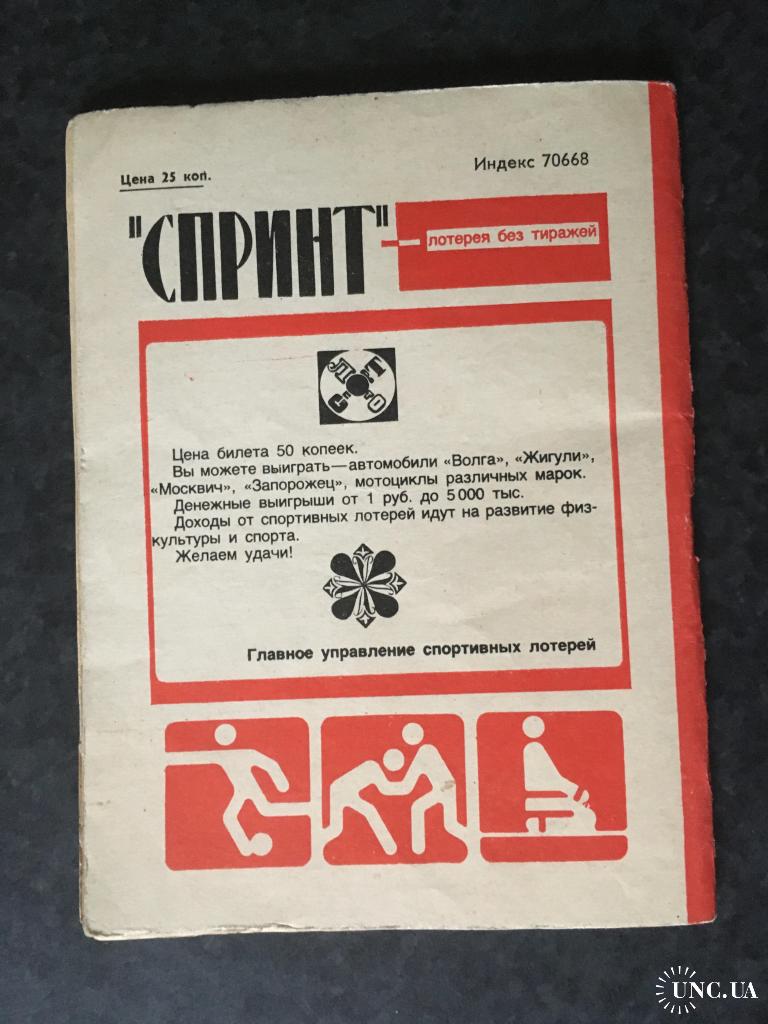 Цена 25 коп.
Индекс 70668
"СПРИНТ"
лотерея без тиражей
Цена билета 50 копеек.
Вы можете выиграть—автомобили «Волга», «Жигули»,
«Москвич», «Запорожец», мотоциклы различных марок.
Денежные выигрыши от 1 руб. до 5 000 тыс.
Доходы от спортивных лотерей идут на развитие физ-
культуры и спорта.
Желаем удачи!
Главное управление спортивных лотерей
UNC.UA